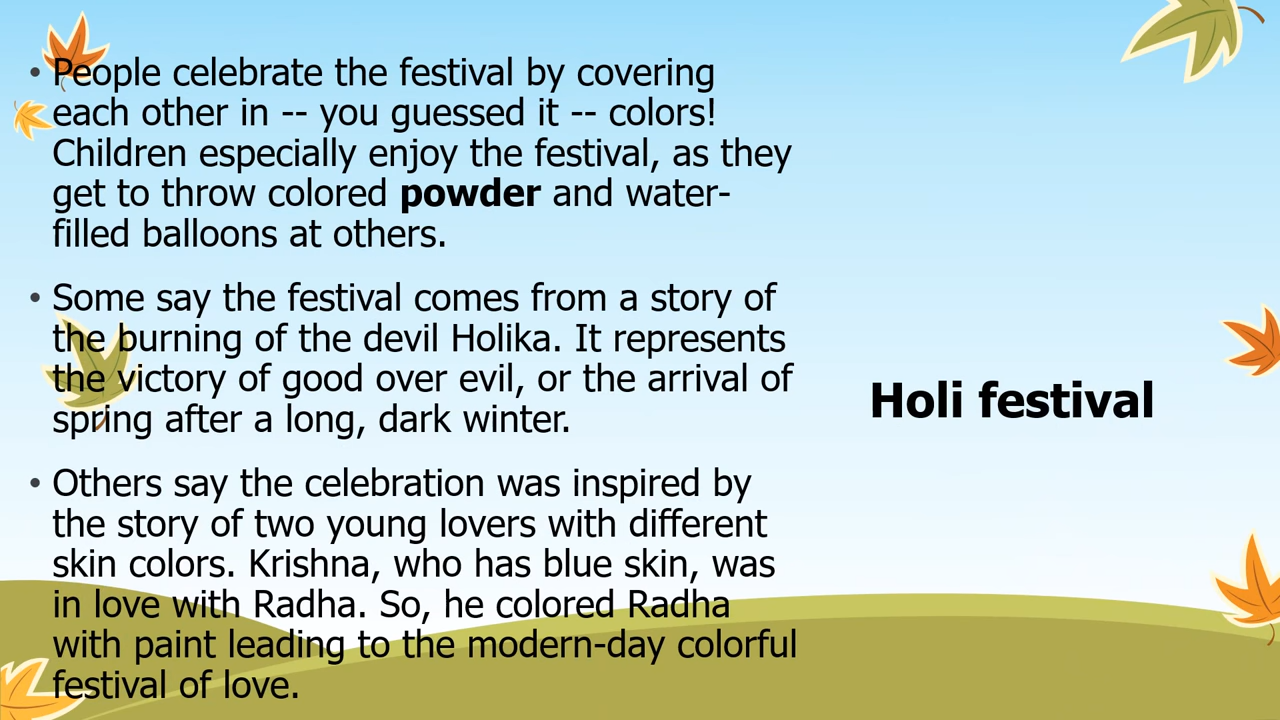 • People celebrate the festival by covering
each other in -- you guessed it -- colors!
Children especially enjoy the festival, as they
get to throw colored powder and water-
filled balloons at others.
• Some say the festival comes from a story of
the burning of the devil Holika. It represents
the victory of good over evil, or the arrival of
spring after a long, dark winter.
• Others say the celebration was inspired by
the story of two young lovers with different
skin colors. Krishna, who has blue skin, was
in love with Radha. So, he colored Radha
with paint leading to the modern-day colorful
festival of love.
Holi festival